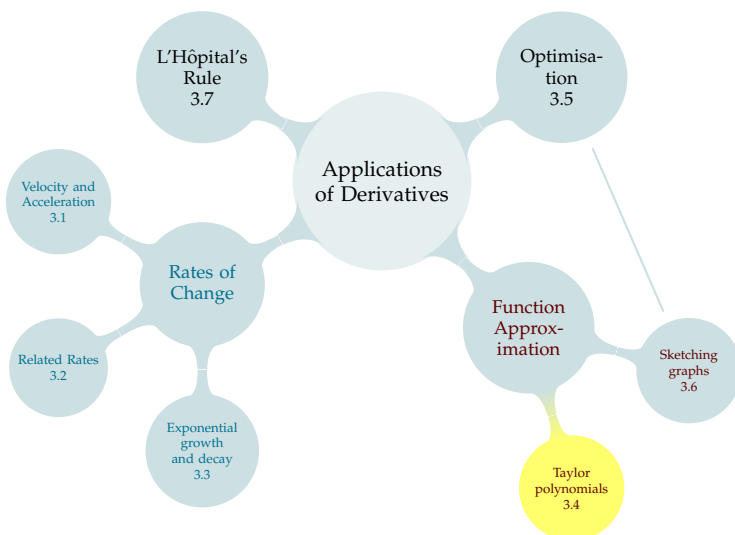 L'Hôpital's
Rule
3.7
Optimisa-
tion
3.5
Applications
of Derivatives
Velocity and
Acceleration
3.1
Rates of
Change
Related Rates
3.2
Exponential
growth
and decay
3.3
Function
Approx-
imation
Sketching
graphs
3.6
Taylor
polynomials
3.4